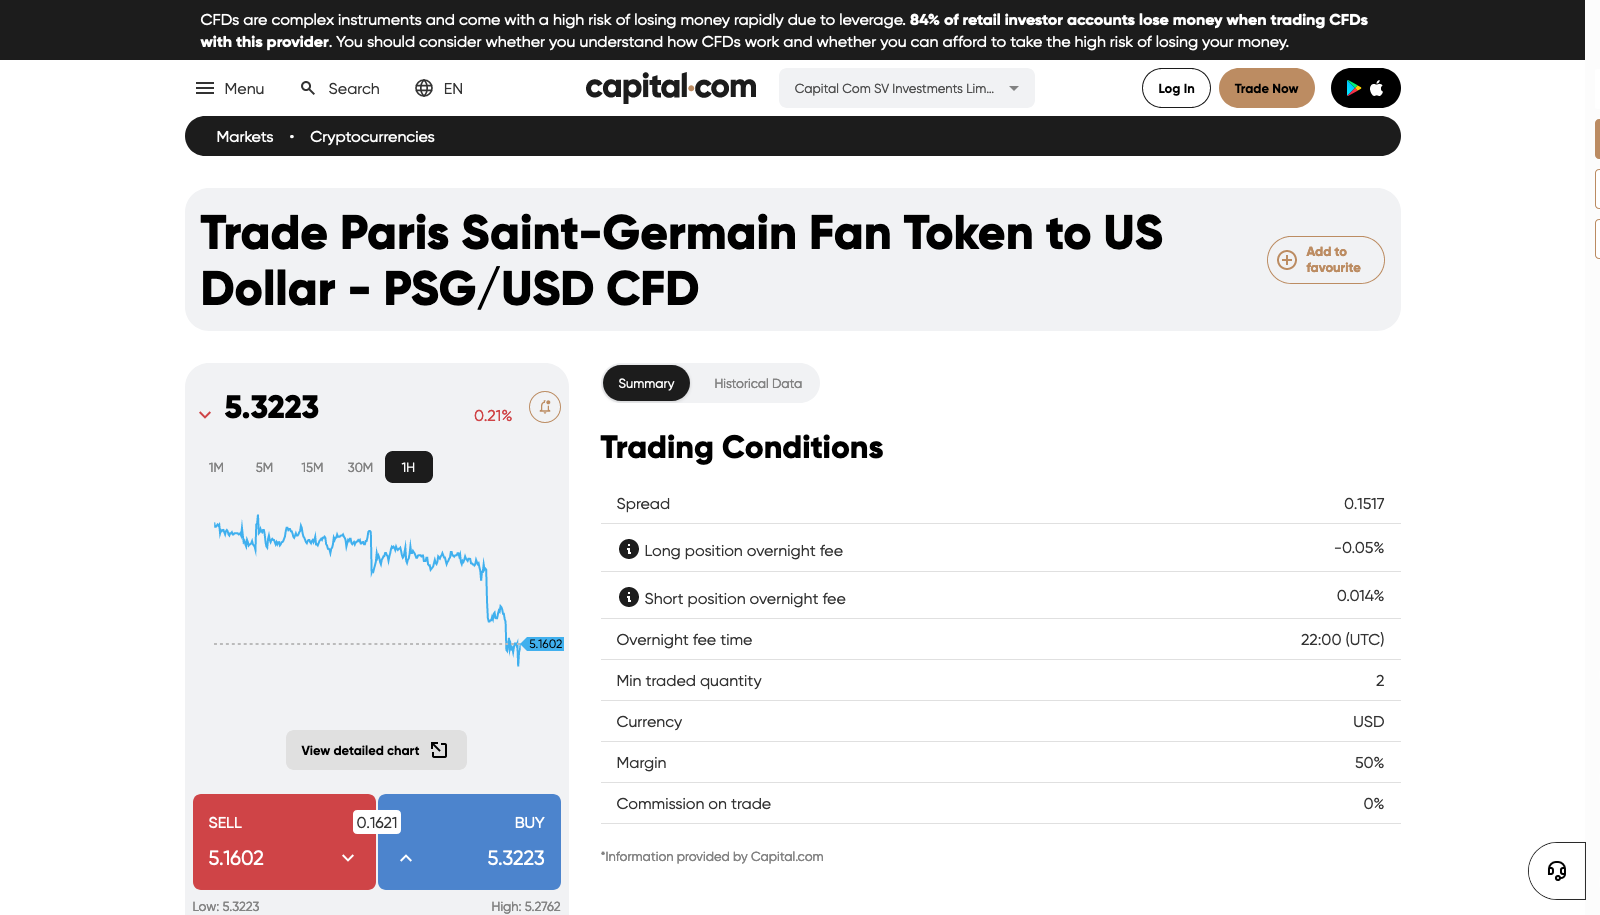 CFDs are complex instruments and come with a high risk of losing money rapidly due to leverage. 84% of retail investor accounts lose money when trading CFDs
with this provider. You should consider whether you understand how CFDs work and whether you can afford to take the high risk of losing your money.
Menu Search EN capital.com Capital Com SV Investments Lim... Log In Trade Now
Markets • Cryptocurrencies
Trade Paris Saint-Germain Fan Token to US
Dollar - PSG/USD CFD
Add to
favourite
5.3223 0.21%
1M 5M 15M 30M 1H
5.1602
View detailed chart
SELL 0.1621 BUY
5.1602 5.3223
Low: 5.3223 High: 5.2762
Summary Historical Data
Trading Conditions
Spread 0.1517
Long position overnight fee -0.05%
Short position overnight fee 0.014%
Overnight fee time 22:00 (UTC)
Min traded quantity 2
Currency USD
Margin 50%
Commission on trade 0%
*Information provided by Capital.com